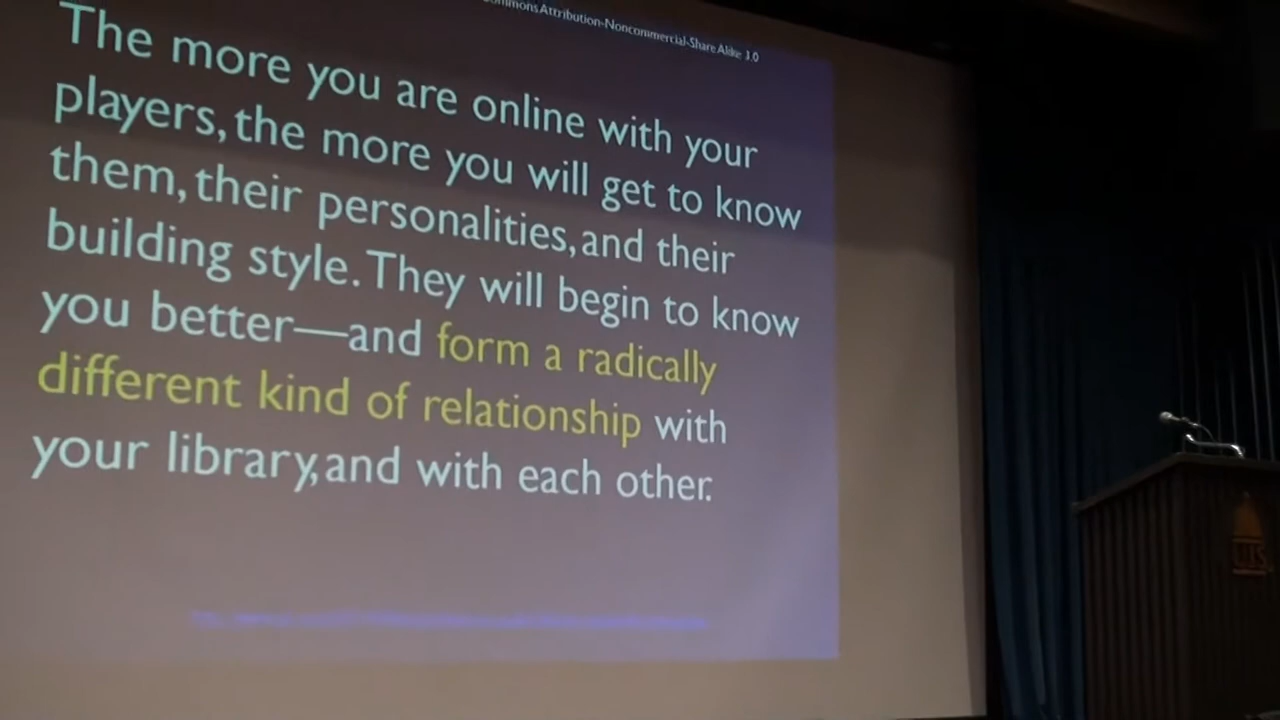 Attribution-Noncommercial-Share Alike 3.0
The more you are online with your
players, the more you will get to know
them, their personalities, and their
building style. They will begin to know
you better—and form a radically
different kind of relationship with
your library, and with each other.
UIS